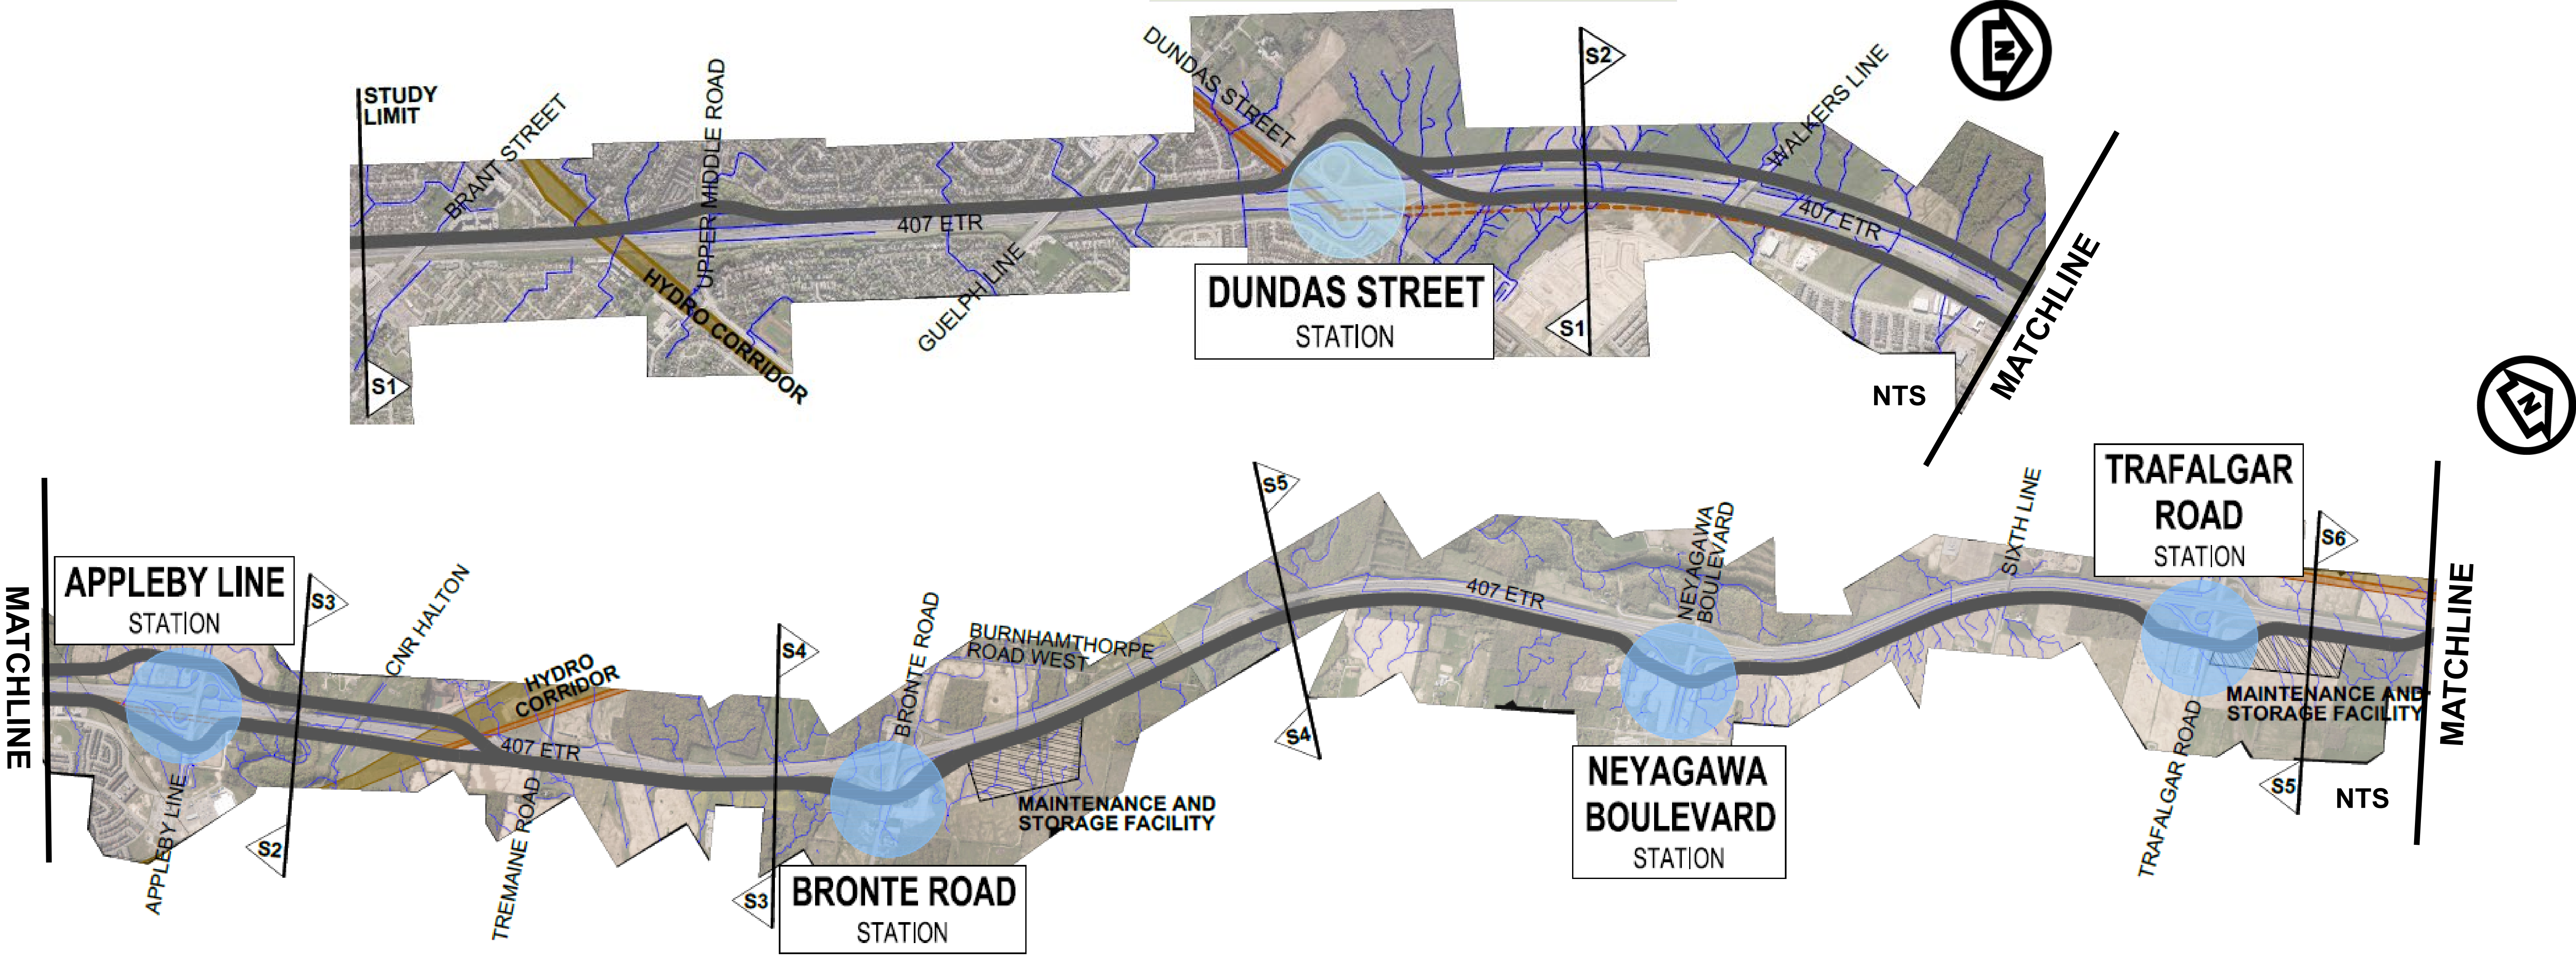 STUDY
LIMIT
BRANT STREET
UPPER MIDDLE ROAD
HYDRO CORRIDOR
407 ETR
GUELPH LINE
DUNDAS STREET
DUNDAS STREET
STATION
S2
S1
S1
WALKERS LINE
407 ETR
N
MATCHLINE
NTS
N
MATCHLINE
APPLEBY LINE
STATION
APPLEBY LINE
S3
S2
CNR HALTON
HYDRO
CORRIDOR
407 ETR
TREMAINE ROAD
S4
S3
BRONTE ROAD
BRONTE ROAD
STATION
BURNHAMTHORPE
ROAD WEST
MAINTENANCE AND
STORAGE FACILITY
S5
S4
407 ETR
NEYAGAWA
BOULEVARD
NEYAGAWA
BOULEVARD
STATION
SIXTH LINE
TRAFALGAR
ROAD
STATION
TRAFALGAR ROAD
S6
S5
MAINTENANCE AND
STORAGE FACILITY
NTS
MATCHLINE